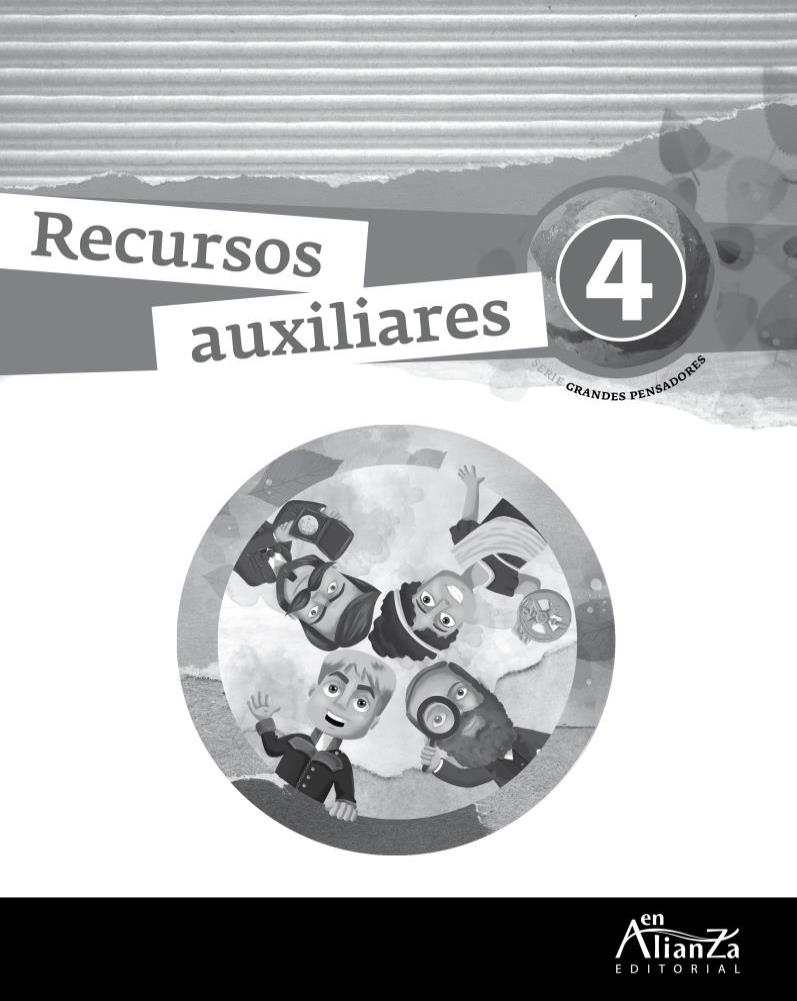 Recursos
auxiliares
4
SERIE GRANDES PENSADORES
en
AlianZa
EDITORIAL